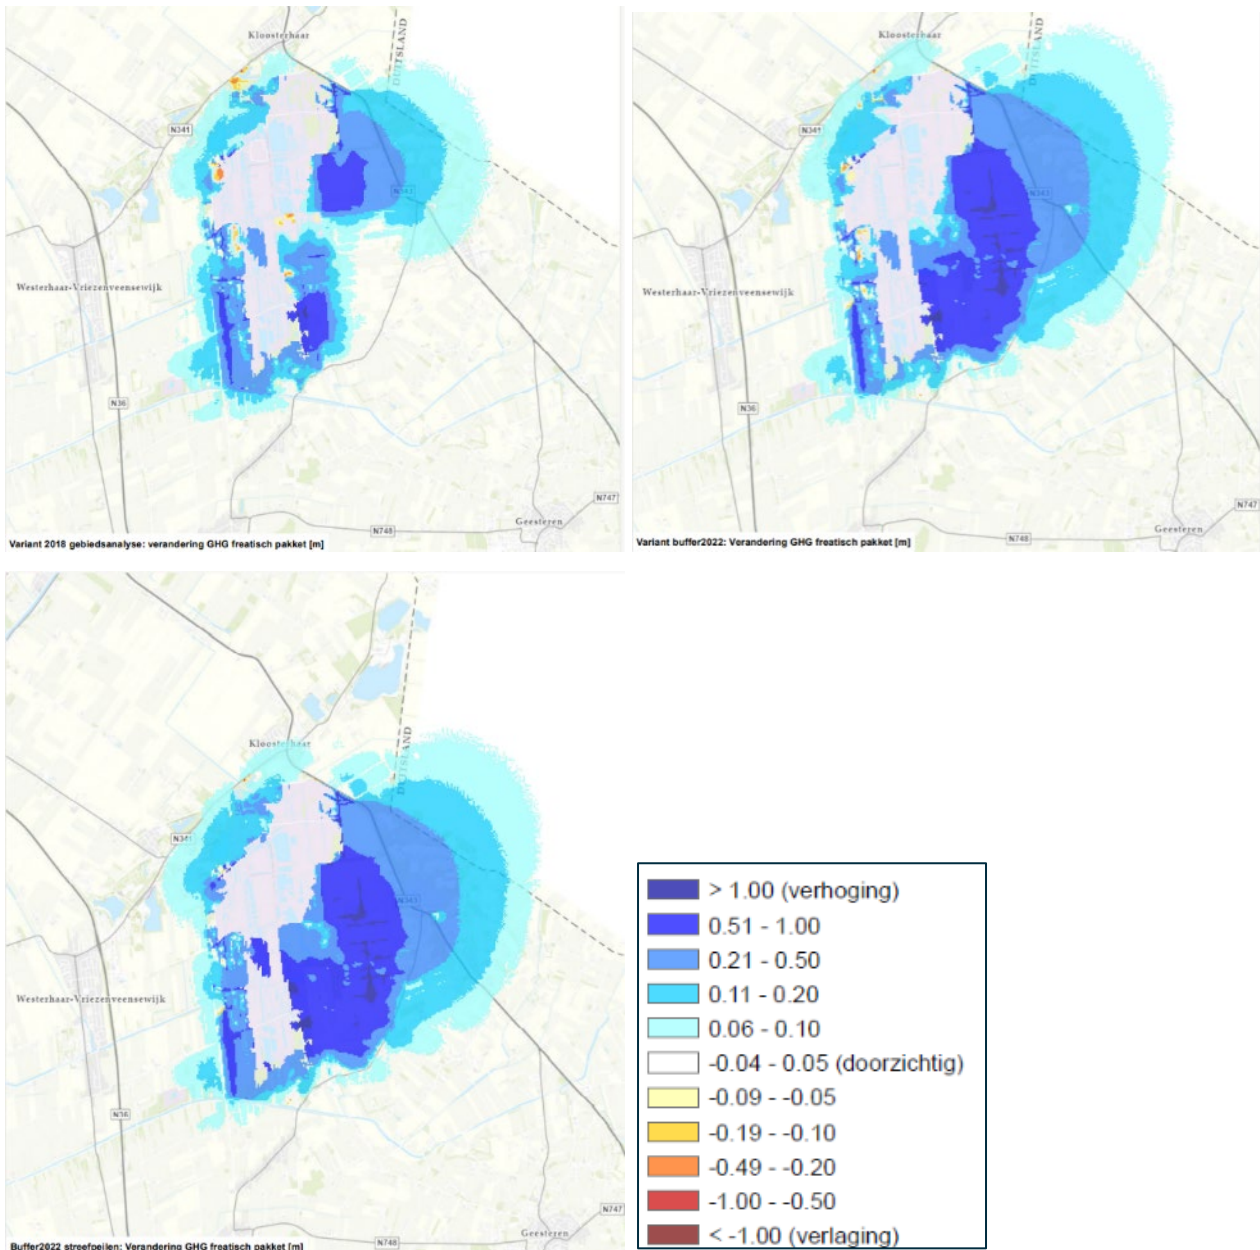 Kloosterhaar
DUITSLAND
N341
N343
Westerhaar-Vriezenveensewijk
N36
N747
Geesteren
N748
Variant 2018 gebiedsanalyse: verandering GHG freatisch pakket [m]
Kloosterhaar
DUITSLAND
N341
N343
Westerhaar-Vriezenveensewijk
N36
N747
Geesteren
N748
Variant buffer2022: Verandering GHG freatisch pakket [m]
Kloosterhaar
DUITSLAND
N341
N343
Westerhaar-Vriezenveensewijk
N36
N747
Geesteren
N748
Buffer2022 streefpeilen: Verandering GHG freatisch pakket [m]
> 1.00 (verhoging)
0.51 - 1.00
0.21 - 0.50
0.11 - 0.20
0.06 - 0.10
-0.04 - 0.05 (doorzichtig)
-0.09 - -0.05
-0.19 - -0.10
-0.49 - -0.20
-1.00 - -0.50
< -1.00 (verlaging)